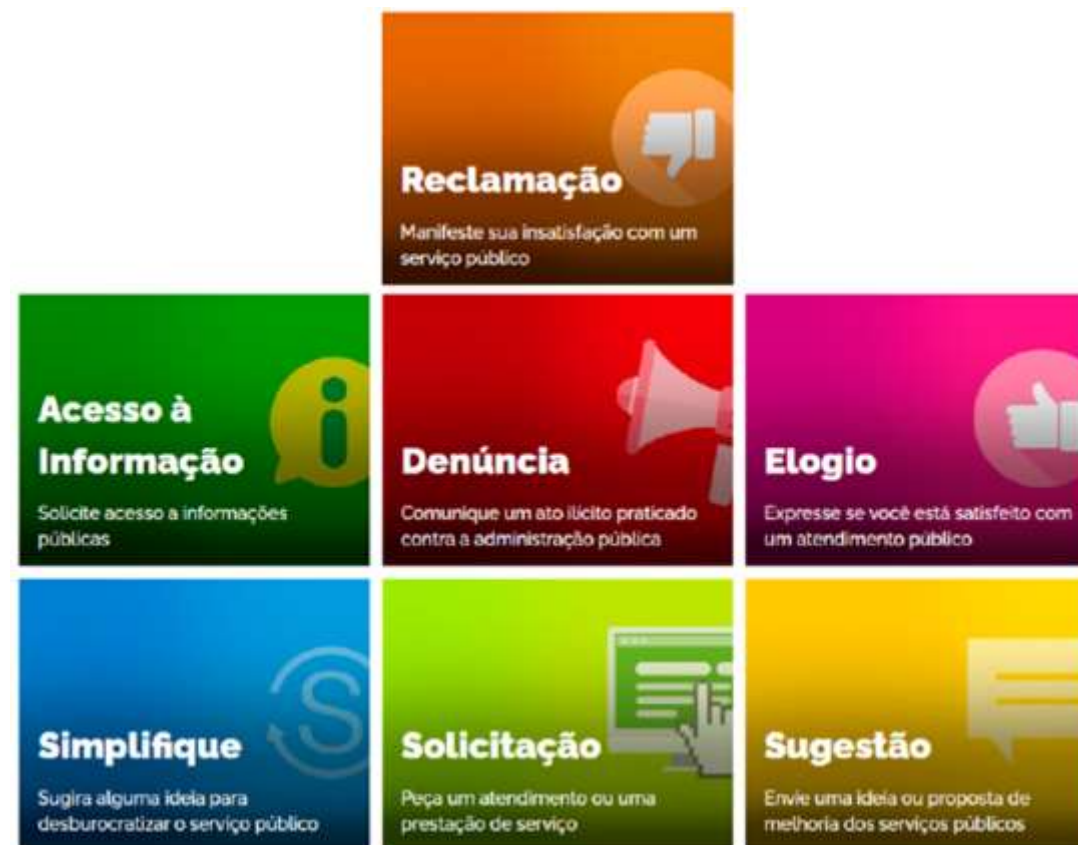 Reclamação
Manifeste sua insatisfação com um
serviço público
Acesso à
Informação
Solicite acesso a informações
públicas
Denúncia
Comunique um ato ilícito praticado
contra a administração pública
Elogio
Expresse se você está satisfeito com
um atendimento público
Simplifique
Sugira alguma ideia para
desburocratizar o serviço público
Solicitação
Peça um atendimento ou uma
prestação de serviço
Sugestão
Envie uma ideia ou proposta de
melhoria dos serviços públicos